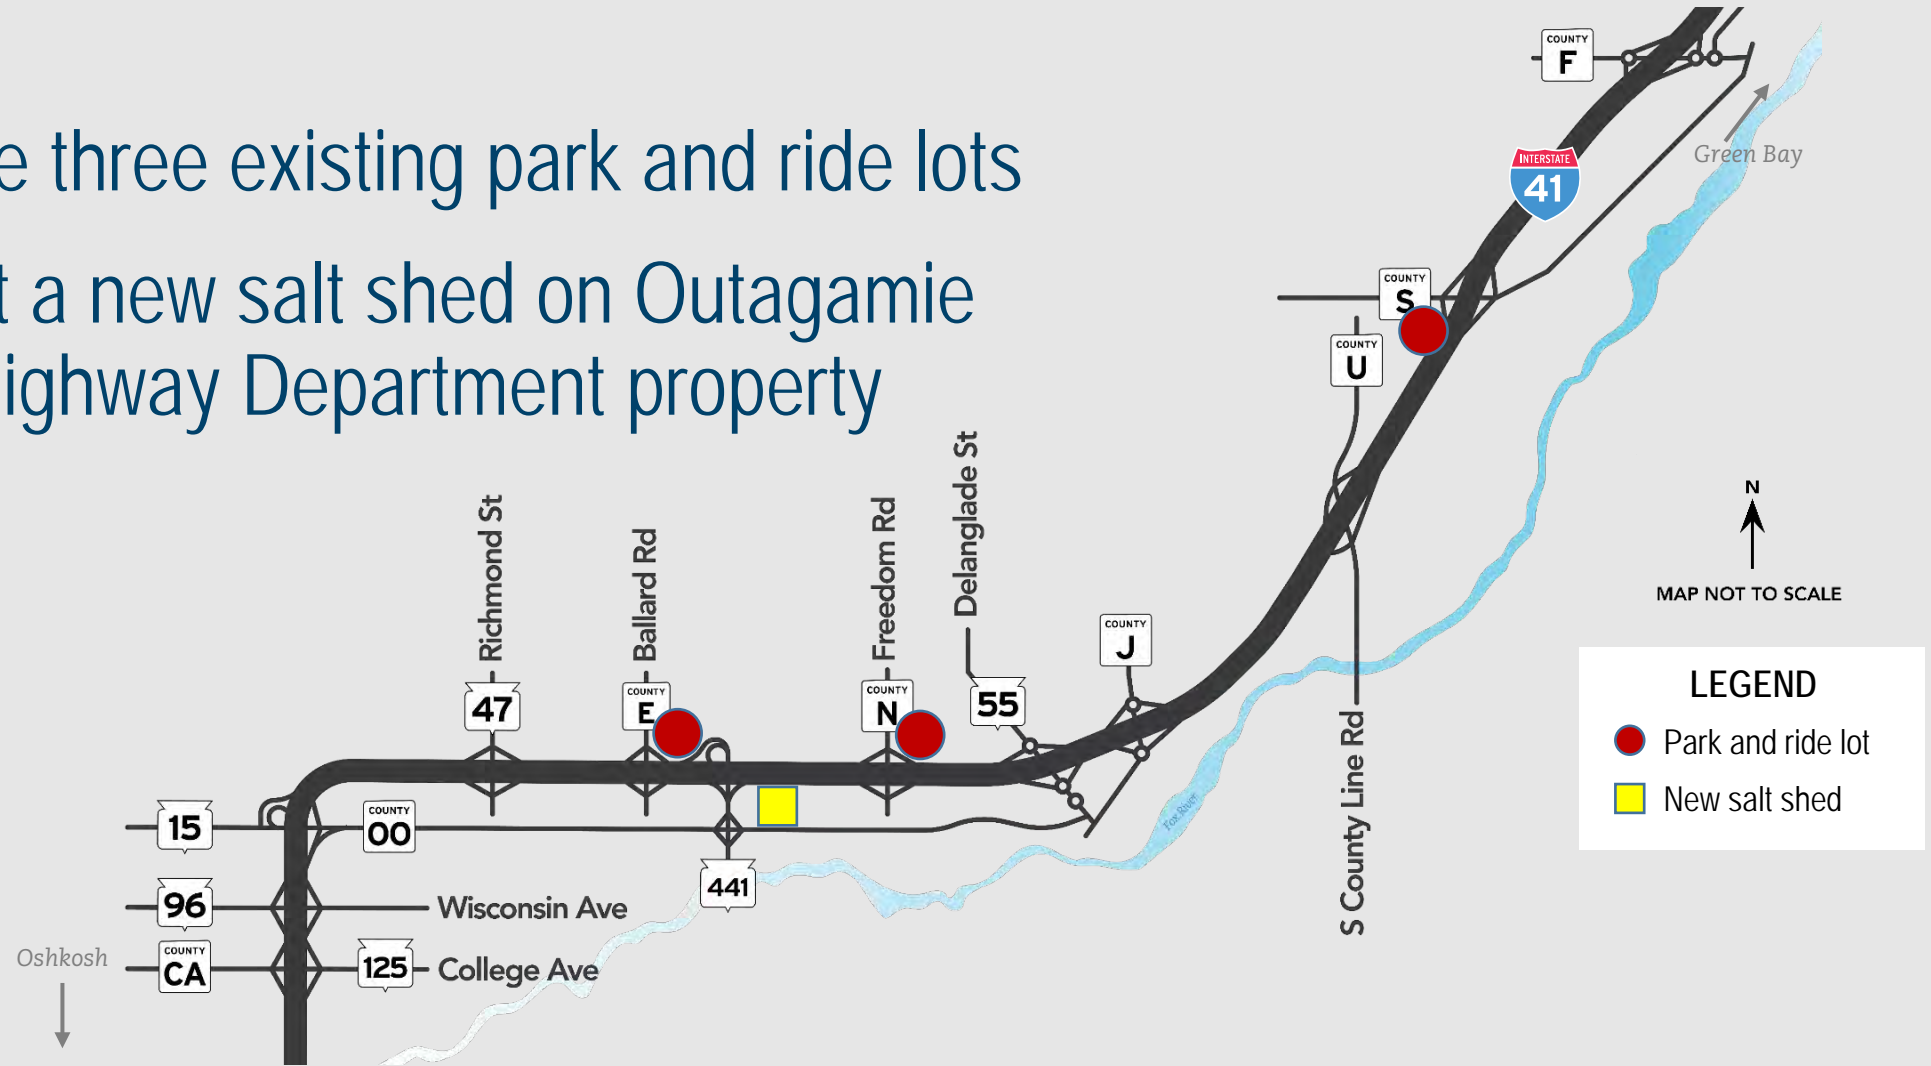 e three existing park and ride lots
t a new salt shed on Outagamie
ighway Department property
COUNTY
F
Green Bay
INTERSTATE
41
COUNTY
S
COUNTY
U
N
MAP NOT TO SCALE
Richmond St
Ballard Rd
Freedom Rd
Delanglade St
COUNTY
J
47
COUNTY
E
COUNTY
N
55
S County Line Rd
LEGEND
Park and ride lot
New salt shed
15
COUNTY
OO
Fox River
441
96
Wisconsin Ave
Oshkosh
COUNTY
CA
125
College Ave